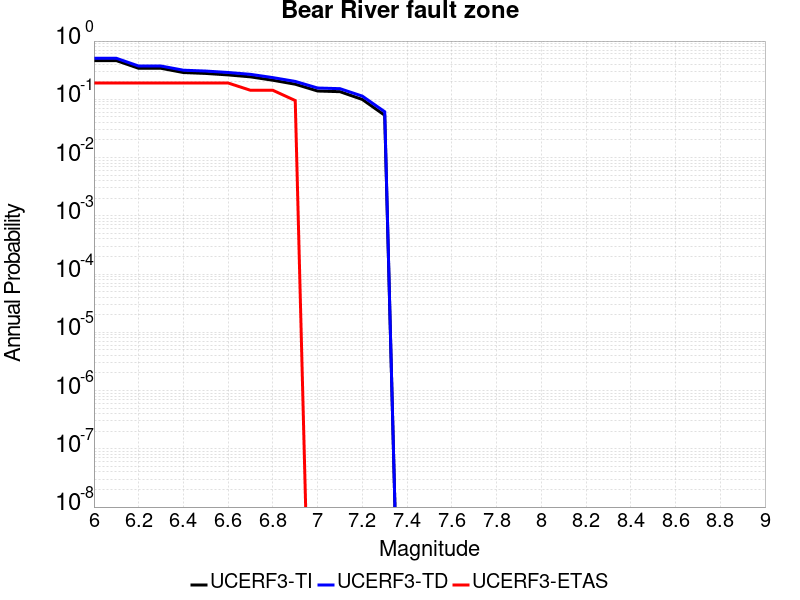 Bear River fault zone
10^0
10^-1
10^-2
10^-3
10^-4
10^-5
10^-6
10^-7
10^-8
Annual Probability
6 6.2 6.4 6.6 6.8 7 7.2 7.4 7.6 7.8 8 8.2 8.4 8.6 8.8 9
Magnitude
UCERF3-TI UCERF3-TD UCERF3-ETAS